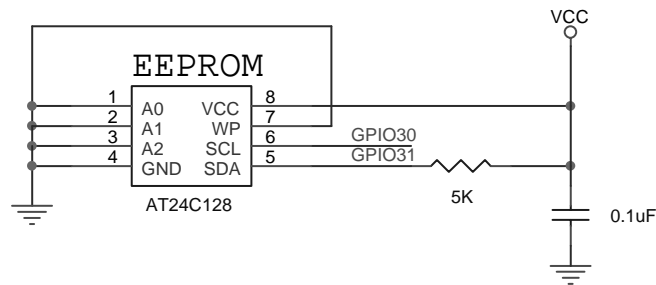 VCC
EEPROM
1 A0 VCC 8
2 A1 WP 7
3 A2 SCL 6 GPIO30
4 GND SDA 5 GPIO31
AT24C128
5K
0.1uF